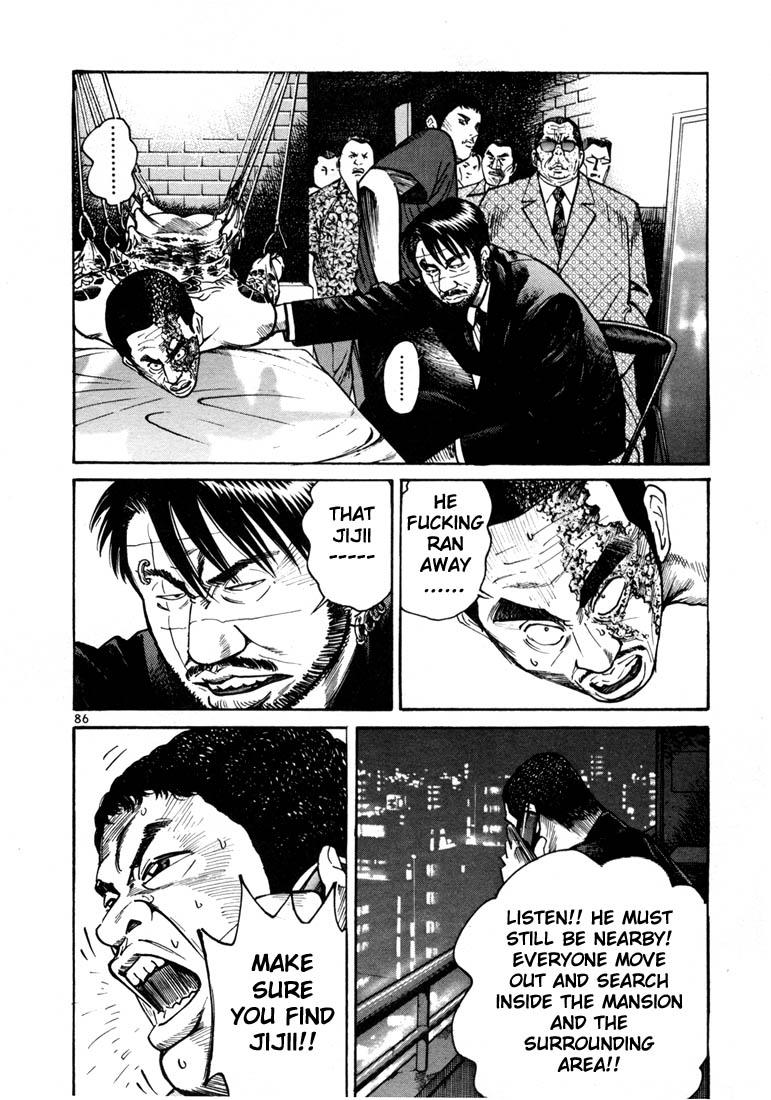 .........
.........
HE
FUCKING
RAN
AWAY
......
THAT
JIJII
-----
86
LISTEN!! HE MUST
STILL BE NEARBY!
EVERYONE MOVE
OUT AND SEARCH
INSIDE THE MANSION
AND THE
SURROUNDING
AREA!!
MAKE
SURE
YOU FIND
JIJII!!